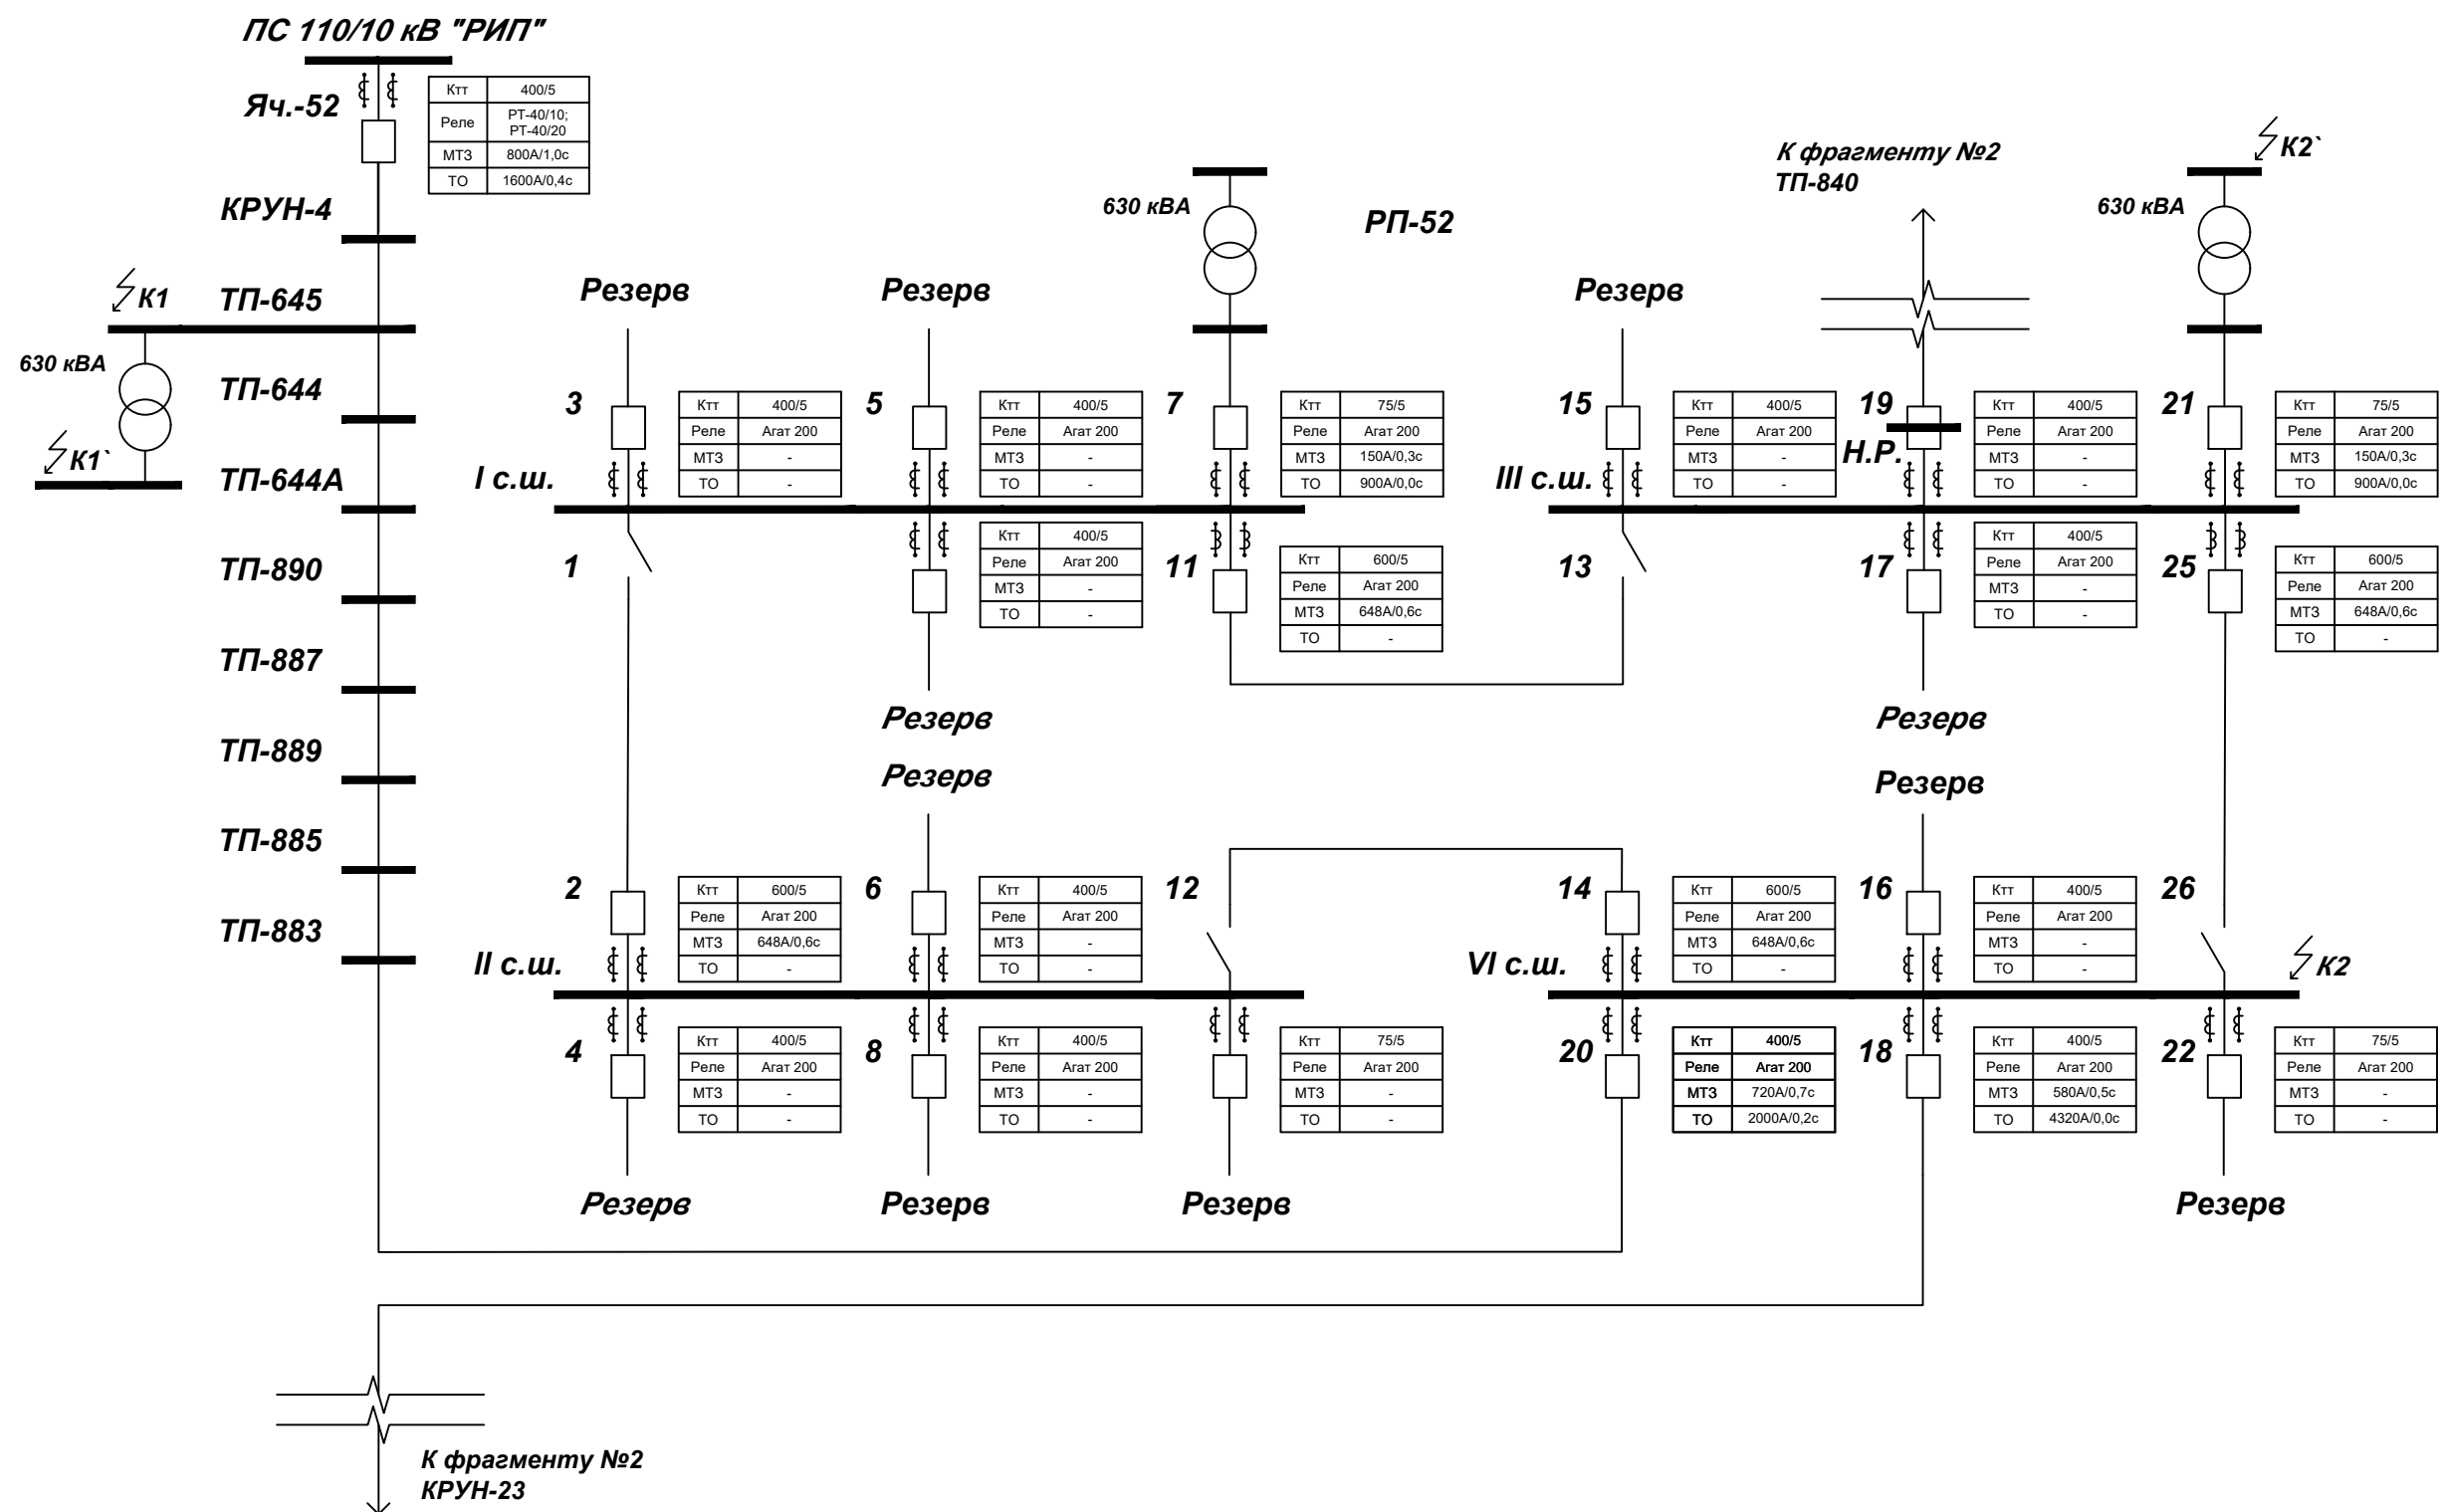 ПС 110/10 кВ "РИП"
Яч.-52
Ктт 400/5
Реле РТ-40/10;
РТ-40/20
МТЗ 800А/1,0с
ТО 1600А/0,4с
КРУН-4
К1
ТП-645
630 кВА
ТП-644
К1`
ТП-644А
ТП-890
ТП-887
ТП-889
ТП-885
ТП-883
630 кВА
РП-52
К фрагменту №2
ТП-840
К2`
630 кВА
Резерв
Резерв
Резерв
3
Ктт 400/5
Реле Агат 200
МТЗ -
ТО -
5
Ктт 400/5
Реле Агат 200
МТЗ -
ТО -
7
Ктт 75/5
Реле Агат 200
МТЗ 150А/0,3с
ТО 900А/0,0с
15
Ктт 400/5
Реле Агат 200
МТЗ -
ТО -
19
Н.Р.
Ктт 400/5
Реле Агат 200
МТЗ -
ТО -
21
Ктт 75/5
Реле Агат 200
МТЗ 150А/0,3с
ТО 900А/0,0с
I с.ш.
III с.ш.
1
Ктт 400/5
Реле Агат 200
МТЗ -
ТО -
11
Ктт 600/5
Реле Агат 200
МТЗ 648А/0,6с
ТО -
13
17
Ктт 400/5
Реле Агат 200
МТЗ -
ТО -
25
Ктт 600/5
Реле Агат 200
МТЗ 648А/0,6с
ТО -
Резерв
Резерв
Резерв
Резерв
2
Ктт 600/5
Реле Агат 200
МТЗ 648А/0,6с
ТО -
6
Ктт 400/5
Реле Агат 200
МТЗ -
ТО -
12
14
Ктт 600/5
Реле Агат 200
МТЗ 648А/0,6с
ТО -
16
Ктт 400/5
Реле Агат 200
МТЗ -
ТО -
26
II с.ш.
VI с.ш.
К2
4
Ктт 400/5
Реле Агат 200
МТЗ -
ТО -
8
Ктт 400/5
Реле Агат 200
МТЗ -
ТО -
Ктт 75/5
Реле Агат 200
МТЗ -
ТО -
20
Ктт 400/5
Реле Агат 200
МТЗ 720А/0,7с
ТО 2000А/0,2с
18
Ктт 400/5
Реле Агат 200
МТЗ 580А/0,5с
ТО 4320А/0,0с
22
Ктт 75/5
Реле Агат 200
МТЗ -
ТО -
Резерв
Резерв
Резерв
Резерв
К фрагменту №2
КРУН-23